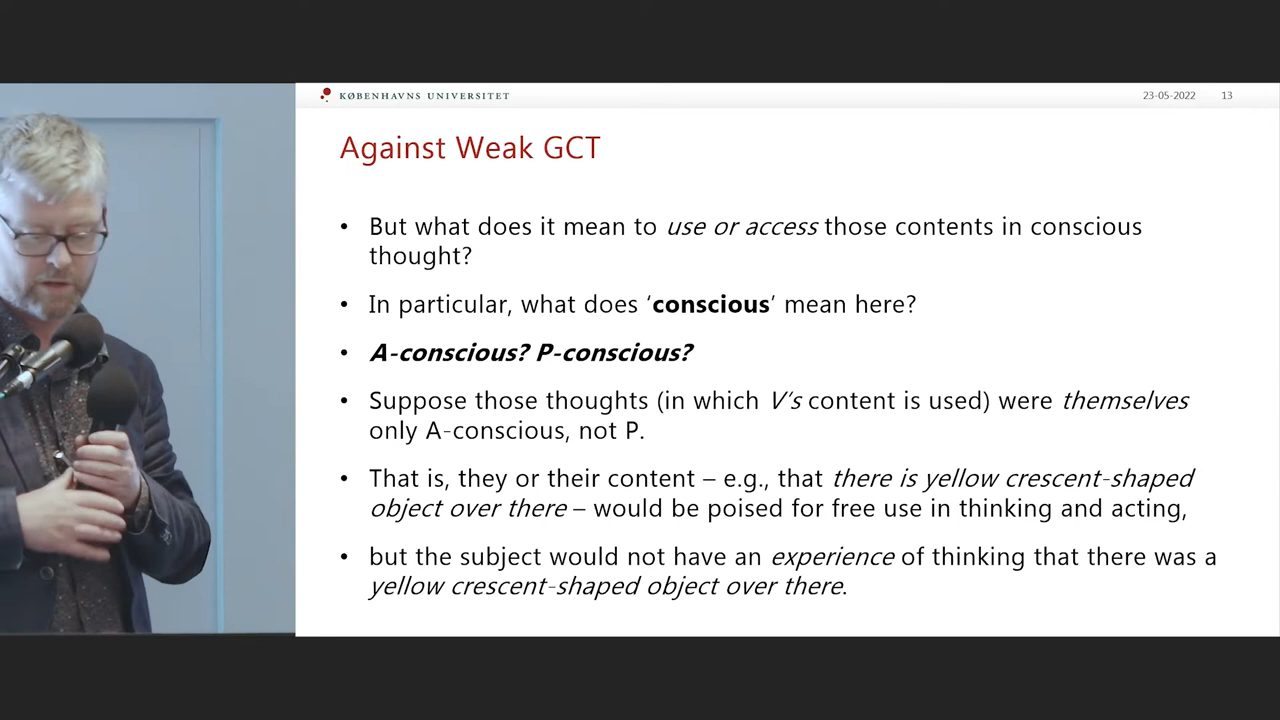 KØBENHAVNS UNIVERSITET
23-05-2022 13
Against Weak GCT
• But what does it mean to use or access those contents in conscious
thought?
• In particular, what does ‘conscious’ mean here?
• A-conscious? P-conscious?
• Suppose those thoughts (in which V’s content is used) were themselves
only A-conscious, not P.
• That is, they or their content – e.g., that there is yellow crescent-shaped
object over there – would be poised for free use in thinking and acting,
• but the subject would not have an experience of thinking that there was a
yellow crescent-shaped object over there.